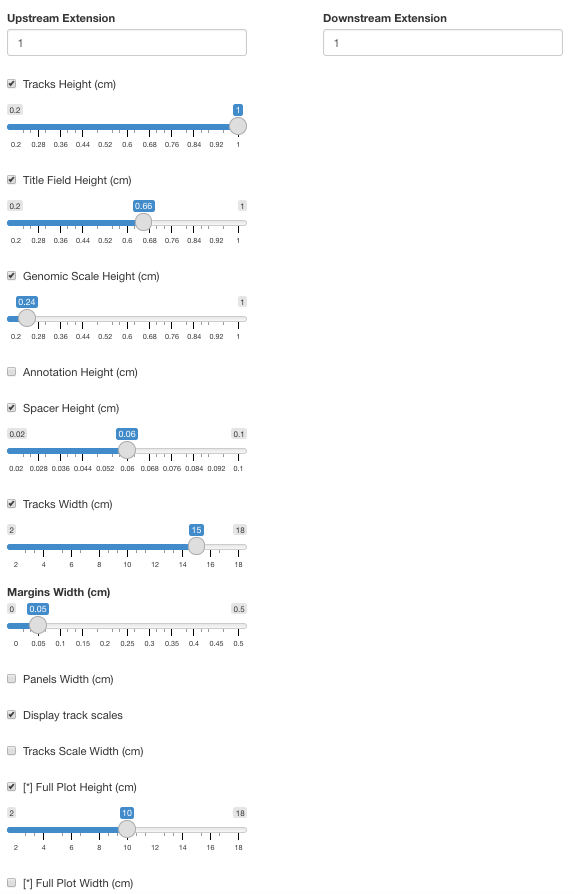 Upstream Extension Downstream Extension
1 1
Tracks Height (cm)
0.2 1
0.2 0.28 0.36 0.44 0.52 0.6 0.68 0.76 0.84 0.92 1
Title Field Height (cm)
0.2 0.66 1
0.2 0.28 0.36 0.44 0.52 0.6 0.68 0.76 0.84 0.92 1
Genomic Scale Height (cm)
0.24 1
0.2 0.28 0.36 0.44 0.52 0.6 0.68 0.76 0.84 0.92 1
Annotation Height (cm)
Spacer Height (cm)
0.02 0.06 0.1
0.02 0.028 0.036 0.044 0.052 0.06 0.068 0.076 0.084 0.092 0.1
Tracks Width (cm)
2 15 18
2 4 6 8 10 12 14 16 18
Margins Width (cm)
0 0.05 0.5
0 0.05 0.1 0.15 0.2 0.25 0.3 0.35 0.4 0.45 0.5
Panels Width (cm)
Display track scales
Tracks Scale Width (cm)
[*] Full Plot Height (cm)
2 10 18
2 4 6 8 10 12 14 16 18
[*] Full Plot Width (cm)